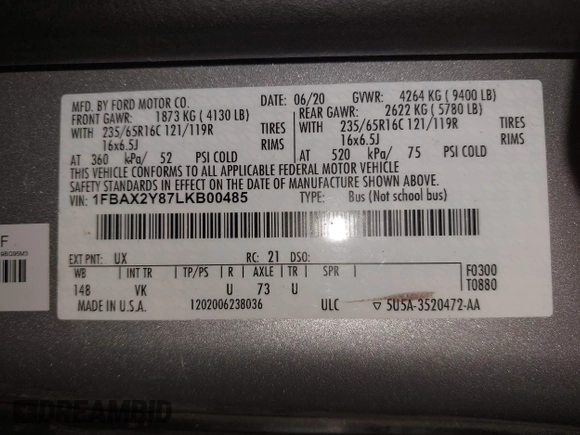 MFD. BY FORD MOTOR CO. DATE: 06/20 GVWR: 4264 KG ( 9400 LB)
FRONT GAWR: 1873 KG ( 4130 LB) REAR GAWR: 2622 KG ( 5780 LB)
WITH 235/65R16C 121/119R TIRES WITH 235/65R16C 121/119R TIRES
16x6.5J RIMS 16x6.5J RIMS
AT 360 kPa/ 52 PSI COLD AT 520 kPa/ 75 PSI COLD
THIS VEHICLE CONFORMS TO ALL APPLICABLE FEDERAL MOTOR VEHICLE
SAFETY STANDARDS IN EFFECT ON THE DATE OF MANUFACTURE SHOWN ABOVE.
VIN: 1FBAX2Y87LKB00485 TYPE: Bus (Not school bus)
F
EXT PNT: UX RC: 21 DSO:
WB INT TR TP/PS R AXLE TR SPR F0300
148 VK U 73 U T0880
MADE IN U.S.A. 1202006238036 ULC ▽ 5U5A-3520472-AA
DREAMBID